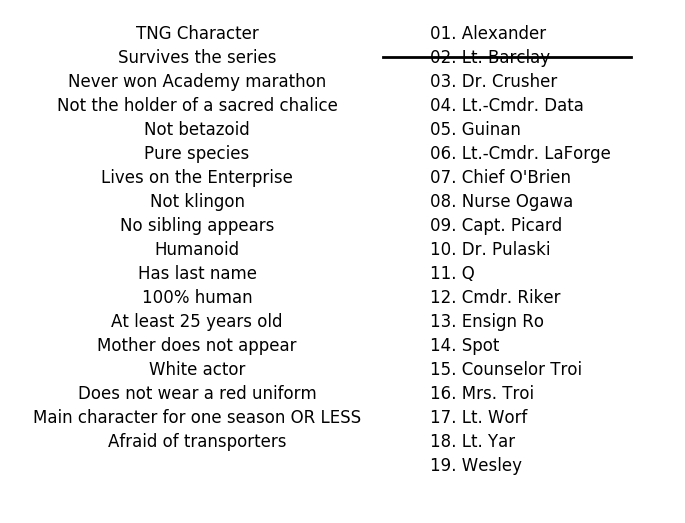 TNG Character
Survives the series
Never won Academy marathon
Not the holder of a sacred chalice
Not betazoid
Pure species
Lives on the Enterprise
Not klingon
No sibling appears
Humanoid
Has last name
100% human
At least 25 years old
Mother does not appear
White actor
Does not wear a red uniform
Main character for one season OR LESS
Afraid of transporters
01. Alexander
02. Lt. Barclay
03. Dr. Crusher
04. Lt.-Cmdr. Data
05. Guinan
06. Lt.-Cmdr. LaForge
07. Chief O'Brien
08. Nurse Ogawa
09. Capt. Picard
10. Dr. Pulaski
11. Q
12. Cmdr. Riker
13. Ensign Ro
14. Spot
15. Counselor Troi
16. Mrs. Troi
17. Lt. Worf
18. Lt. Yar
19. Wesley